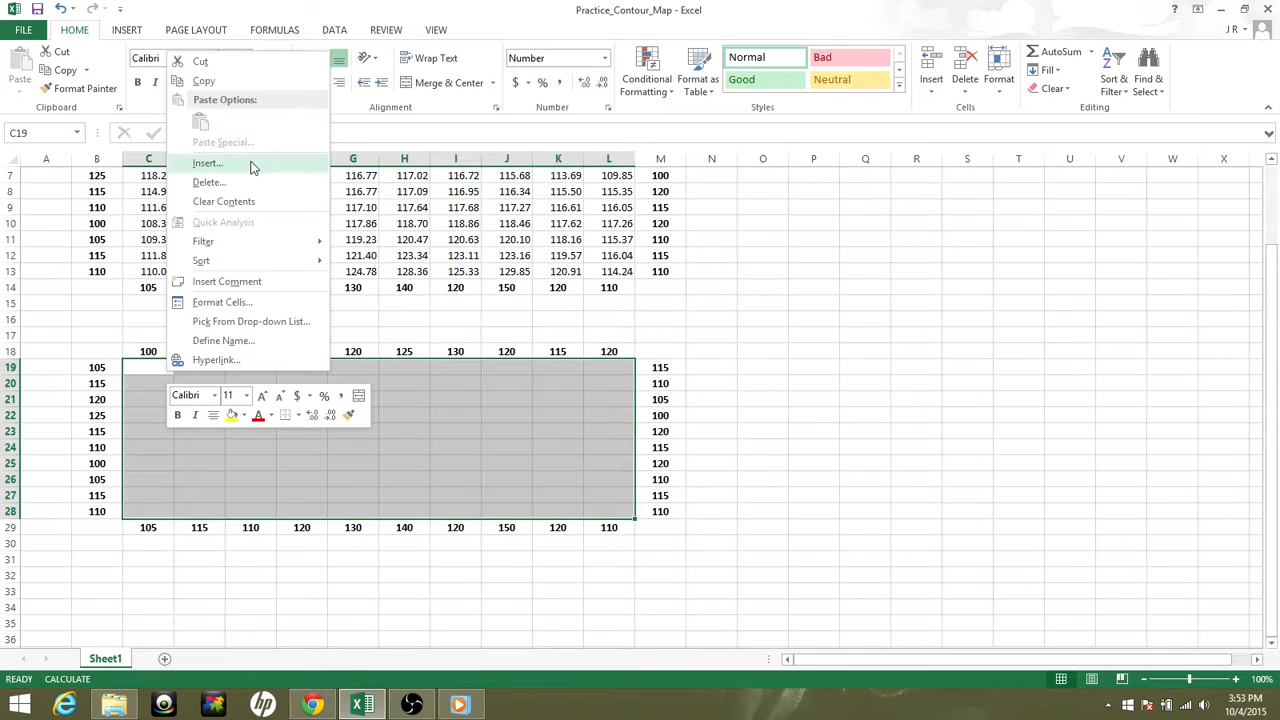 Practice_Contour_Map - Excel
FILE HOME INSERT PAGE LAYOUT FORMULAS DATA REVIEW VIEW J R
Cut
Copy
Format Painter
Paste
Clipboard
Calibri
B I
Wrap Text
Merge & Center
Alignment
Number
$ % ,
Number
Conditional Formatting
Format as Table
Normal Bad
Good Neutral
Styles
Insert Delete Format
Cells
AutoSum
Fill
Clear
Sort & Filter
Find & Select
Editing
C19
Cut
Copy
Paste Options:
Paste Special...
Insert...
Delete...
Clear Contents
Quick Analysis
Filter
Sort
Insert Comment
Format Cells...
Pick From Drop-down List...
Define Name...
Hyperlink...
Calibri 11 A A $ % ,
B I A
A B C G H I J K L M N O P Q R S T U V W X
7 125 118.2 116.77 117.02 116.72 115.68 113.69 109.85 100
8 115 114.9 116.77 117.09 116.95 116.34 115.50 115.35 120
9 110 111.6 117.10 117.64 117.68 117.27 116.61 116.05 115
10 100 108.3 117.86 118.70 118.86 118.46 117.62 117.26 120
11 105 109.3 119.23 120.47 120.63 120.10 118.16 115.37 110
12 115 111.8 121.40 123.34 123.11 123.16 119.57 116.04 115
13 110 110.0 124.78 128.36 125.33 129.85 120.91 114.24 110
14 105 130 140 120 150 120 110
15
16
17
18 100 120 125 130 120 115 120
19 105 115
20 115 110
21 120 105
22 125 100
23 115 120
24 110 115
25 100 120
26 105 110
27 115 115
28 110 110
29 105 115 110 120 130 140 120 150 120 110
30
31
32
33
34
35
36
Sheet1
READY CALCULATE 100%
3:53 PM
10/4/2015